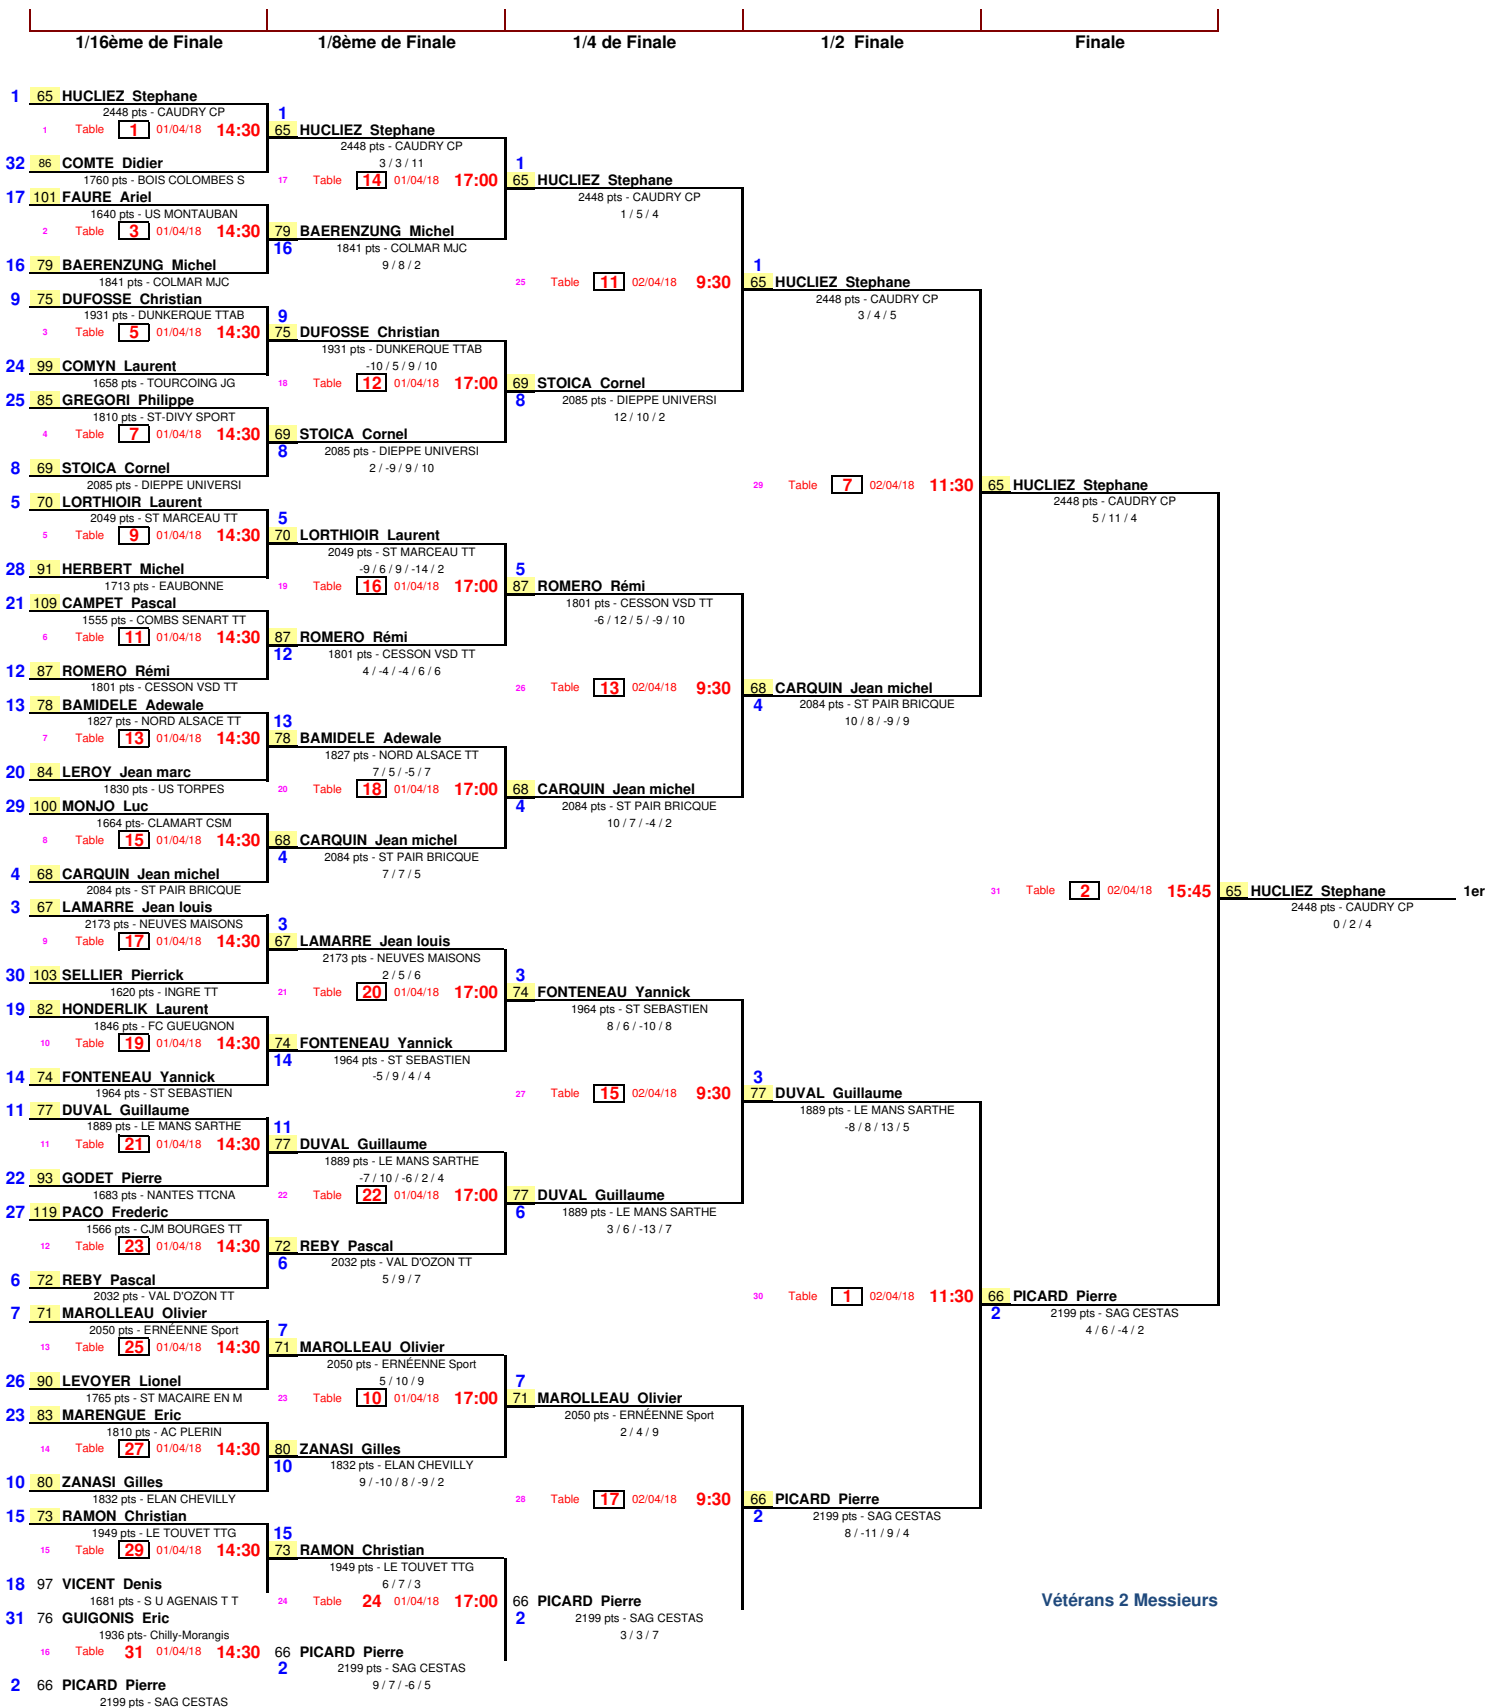 1/16ème de Finale
1/8ème de Finale
1/4 de Finale
1/2 Finale
Finale
1 65 HUCLIEZ Stephane
2448 pts - CAUDRY CP
1 Table 1 01/04/18 14:30
32 86 COMTE Didier
1760 pts - BOIS COLOMBES S
17 101 FAURE Ariel
1640 pts - US MONTAUBAN
2 Table 3 01/04/18 14:30
16 79 BAERENZUNG Michel
1841 pts - COLMAR MJC
9 75 DUFOSSE Christian
1931 pts - DUNKERQUE TTAB
3 Table 5 01/04/18 14:30
24 99 COMYN Laurent
1658 pts - TOURCOING JG
25 85 GREGORI Philippe
1810 pts - ST-DIVY SPORT
4 Table 7 01/04/18 14:30
8 69 STOICA Cornel
2085 pts - DIEPPE UNIVERSI
5 70 LORTHIOIR Laurent
2049 pts - ST MARCEAU TT
5 Table 9 01/04/18 14:30
28 91 HERBERT Michel
1713 pts - EAUBONNE
21 109 CAMPET Pascal
1555 pts - COMBS SENART TT
6 Table 11 01/04/18 14:30
12 87 ROMERO Rémi
1801 pts - CESSON VSD TT
13 78 BAMIDELE Adewale
1827 pts - NORD ALSACE TT
7 Table 13 01/04/18 14:30
20 84 LEROY Jean marc
1830 pts - US TORPES
29 100 MONJO Luc
1664 pts- CLAMART CSM
8 Table 15 01/04/18 14:30
4 68 CARQUIN Jean michel
2084 pts - ST PAIR BRICQUE
3 67 LAMARRE Jean louis
2173 pts - NEUVES MAISONS
9 Table 17 01/04/18 14:30
30 103 SELLIER Pierrick
1620 pts - INGRE TT
19 82 HONDERLIK Laurent
1846 pts - FC GUEUGNON
10 Table 19 01/04/18 14:30
14 74 FONTENEAU Yannick
1964 pts - ST SEBASTIEN
11 77 DUVAL Guillaume
1889 pts - LE MANS SARTHE
11 Table 21 01/04/18 14:30
22 93 GODET Pierre
1683 pts - NANTES TTCNA
27 119 PACO Frederic
1566 pts - CJM BOURGES TT
12 Table 23 01/04/18 14:30
6 72 REBY Pascal
2032 pts - VAL D'OZON TT
7 71 MAROLLEAU Olivier
2050 pts - ERNÉENNE Sport
13 Table 25 01/04/18 14:30
26 90 LEVOYER Lionel
1765 pts - ST MACAIRE EN M
23 83 MARENGUE Eric
1810 pts - AC PLERIN
14 Table 27 01/04/18 14:30
10 80 ZANASI Gilles
1832 pts - ELAN CHEVILLY
15 73 RAMON Christian
1949 pts - LE TOUVET TTG
15 Table 29 01/04/18 14:30
18 97 VICENT Denis
1681 pts - S U AGENAIS T T
31 76 GUIGONIS Eric
1936 pts- Chilly-Morangis
16 Table 31 01/04/18 14:30
2 66 PICARD Pierre
2199 pts - SAG CESTAS
1
65 HUCLIEZ Stephane
2448 pts - CAUDRY CP
3 / 3 / 11
17 Table 14 01/04/18 17:00
79 BAERENZUNG Michel
16
1841 pts - COLMAR MJC
9 / 8 / 2
9
75 DUFOSSE Christian
1931 pts - DUNKERQUE TTAB
-10 / 5 / 9 / 10
18 Table 12 01/04/18 17:00
69 STOICA Cornel
8
2085 pts - DIEPPE UNIVERSI
2 / -9 / 9 / 10
5
70 LORTHIOIR Laurent
2049 pts - ST MARCEAU TT
-9 / 6 / 9 / -14 / 2
19 Table 16 01/04/18 17:00
87 ROMERO Rémi
12
1801 pts - CESSON VSD TT
4 / -4 / -4 / 6 / 6
13
78 BAMIDELE Adewale
1827 pts - NORD ALSACE TT
7 / 5 / -5 / 7
20 Table 18 01/04/18 17:00
68 CARQUIN Jean michel
4
2084 pts - ST PAIR BRICQUE
7 / 7 / 5
3
67 LAMARRE Jean louis
2173 pts - NEUVES MAISONS
2 / 5 / 6
21 Table 20 01/04/18 17:00
74 FONTENEAU Yannick
14
1964 pts - ST SEBASTIEN
-5 / 9 / 4 / 4
11
77 DUVAL Guillaume
1889 pts - LE MANS SARTHE
-7 / 10 / -6 / 2 / 4
22 Table 22 01/04/18 17:00
72 REBY Pascal
6
2032 pts - VAL D'OZON TT
5 / 9 / 7
7
71 MAROLLEAU Olivier
2050 pts - ERNÉENNE Sport
5 / 10 / 9
23 Table 10 01/04/18 17:00
80 ZANASI Gilles
10
1832 pts - ELAN CHEVILLY
9 / -10 / 8 / -9 / 2
15
73 RAMON Christian
1949 pts - LE TOUVET TTG
6 / 7 / 3
24 Table 24 01/04/18 17:00
66 PICARD Pierre
2
2199 pts - SAG CESTAS
9 / 7 / -6 / 5
1
65 HUCLIEZ Stephane
2448 pts - CAUDRY CP
1 / 5 / 4
25 Table 11 02/04/18 9:30
69 STOICA Cornel
8
2085 pts - DIEPPE UNIVERSI
12 / 10 / 2
5
87 ROMERO Rémi
1801 pts - CESSON VSD TT
-6 / 12 / 5 / -9 / 10
26 Table 13 02/04/18 9:30
68 CARQUIN Jean michel
4
2084 pts - ST PAIR BRICQUE
10 / 7 / -4 / 2
3
74 FONTENEAU Yannick
1964 pts - ST SEBASTIEN
8 / 6 / -10 / 8
27 Table 15 02/04/18 9:30
77 DUVAL Guillaume
6
1889 pts - LE MANS SARTHE
3 / 6 / -13 / 7
7
71 MAROLLEAU Olivier
2050 pts - ERNÉENNE Sport
2 / 4 / 9
28 Table 17 02/04/18 9:30
66 PICARD Pierre
2
2199 pts - SAG CESTAS
3 / 3 / 7
1
65 HUCLIEZ Stephane
2448 pts - CAUDRY CP
3 / 4 / 5
29 Table 7 02/04/18 11:30
68 CARQUIN Jean michel
4
2084 pts - ST PAIR BRICQUE
10 / 8 / -9 / 9
3
77 DUVAL Guillaume
1889 pts - LE MANS SARTHE
-8 / 8 / 13 / 5
30 Table 1 02/04/18 11:30
66 PICARD Pierre
2
2199 pts - SAG CESTAS
8 / -11 / 9 / 4
65 HUCLIEZ Stephane
2448 pts - CAUDRY CP
5 / 11 / 4
31 Table 2 02/04/18 15:45
66 PICARD Pierre
2
2199 pts - SAG CESTAS
4 / 6 / -4 / 2
65 HUCLIEZ Stephane 1er
2448 pts - CAUDRY CP
0 / 2 / 4
Vétérans 2 Messieurs